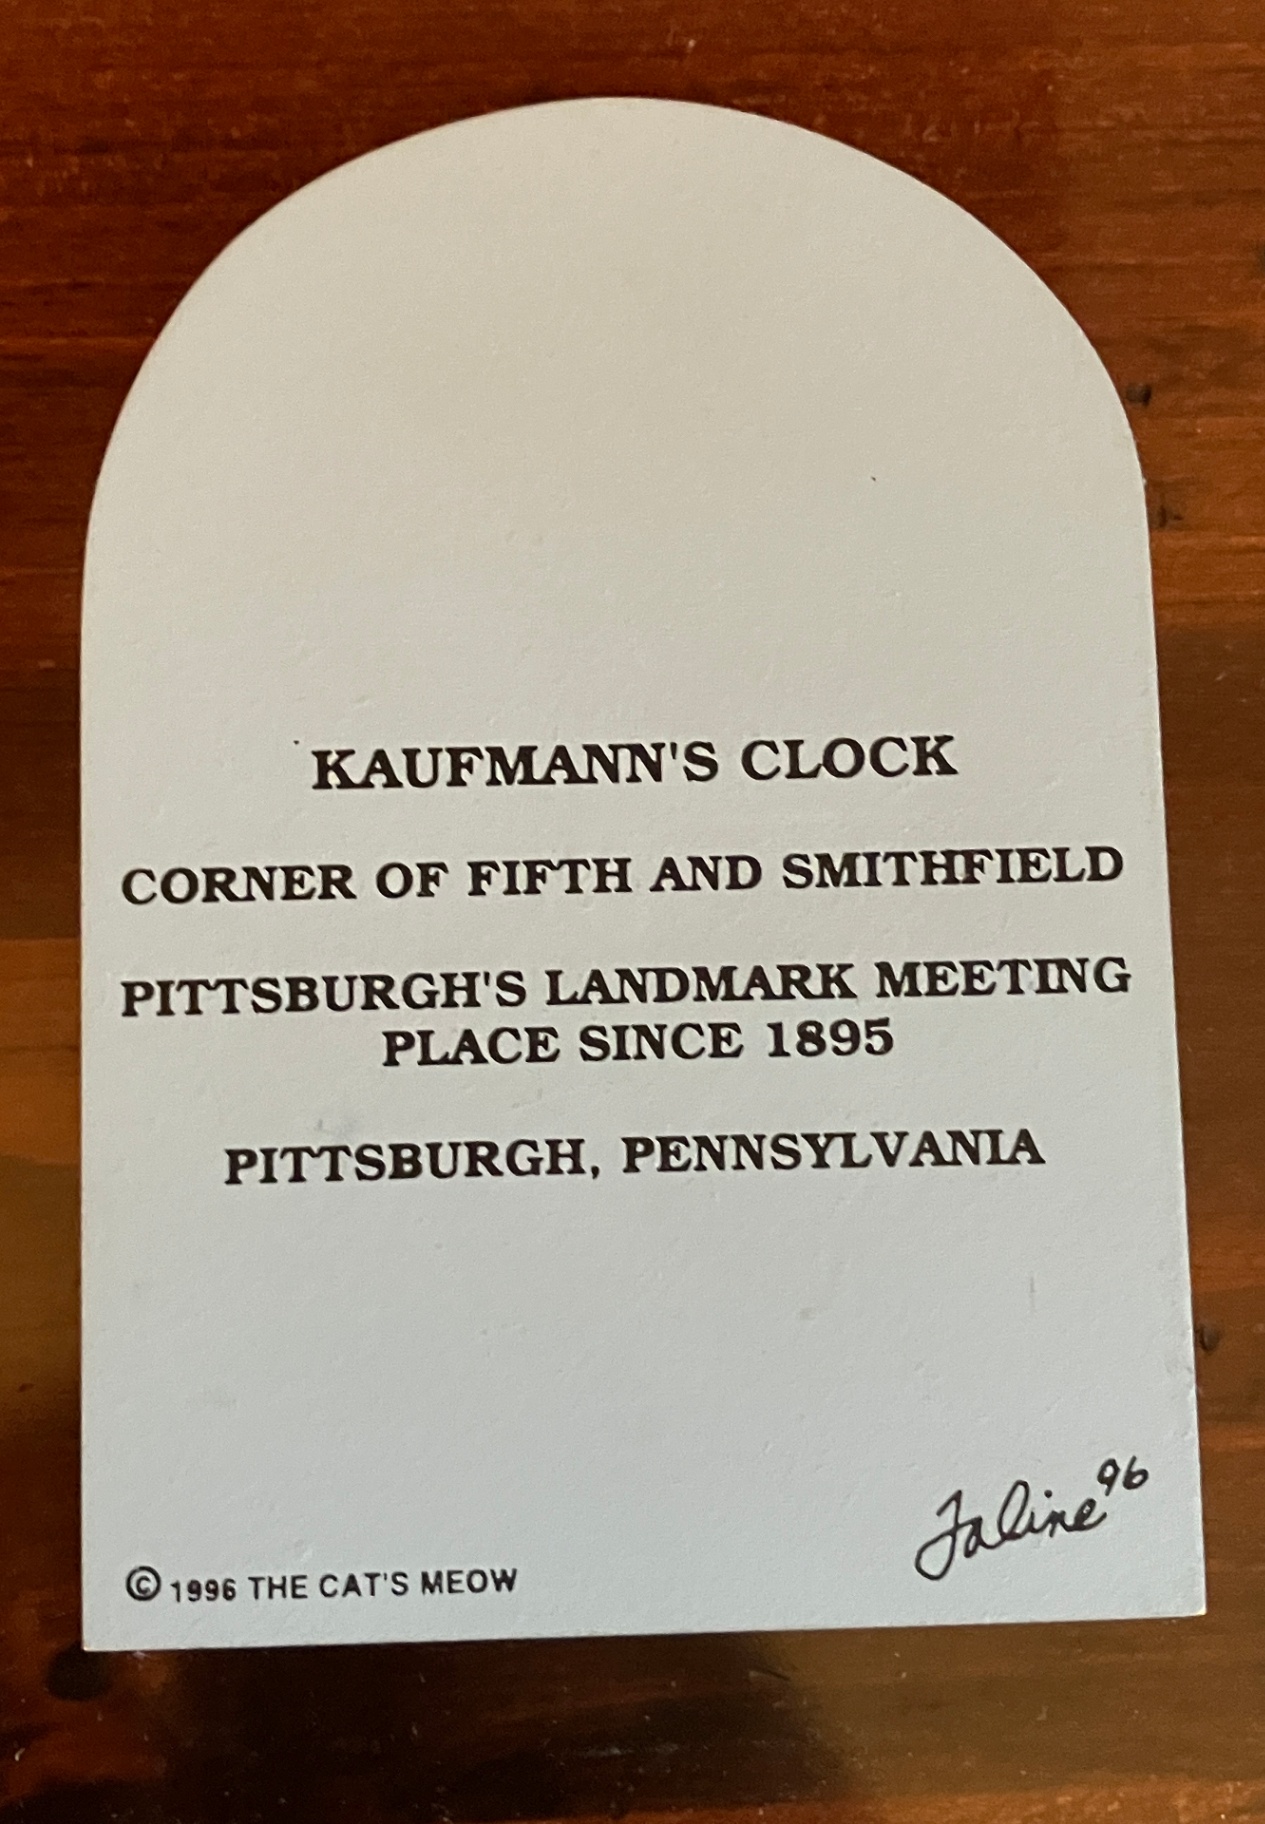 KAUFMANN'S CLOCK
CORNER OF FIFTH AND SMITHFIELD
PITTSBURGH'S LANDMARK MEETING
PLACE SINCE 1895
PITTSBURGH, PENNSYLVANIA
Faline 96
© 1996 THE CAT'S MEOW